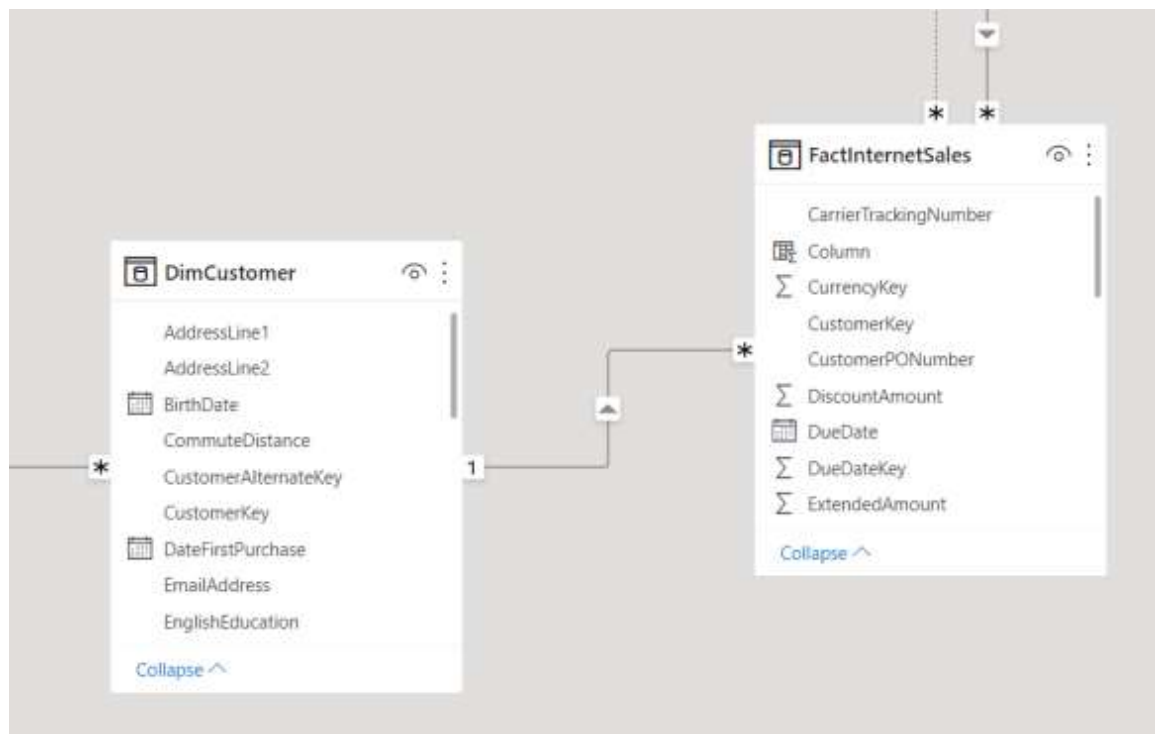 *
*
FactInternetSales
CarrierTrackingNumber
Column
CurrencyKey
CustomerKey
CustomerPONumber
DiscountAmount
DueDate
DueDateKey
ExtendedAmount
Collapse
*
DimCustomer
AddressLine1
AddressLine2
BirthDate
CommuteDistance
CustomerAlternateKey
CustomerKey
DateFirstPurchase
EmailAddress
EnglishEducation
Collapse
*
1